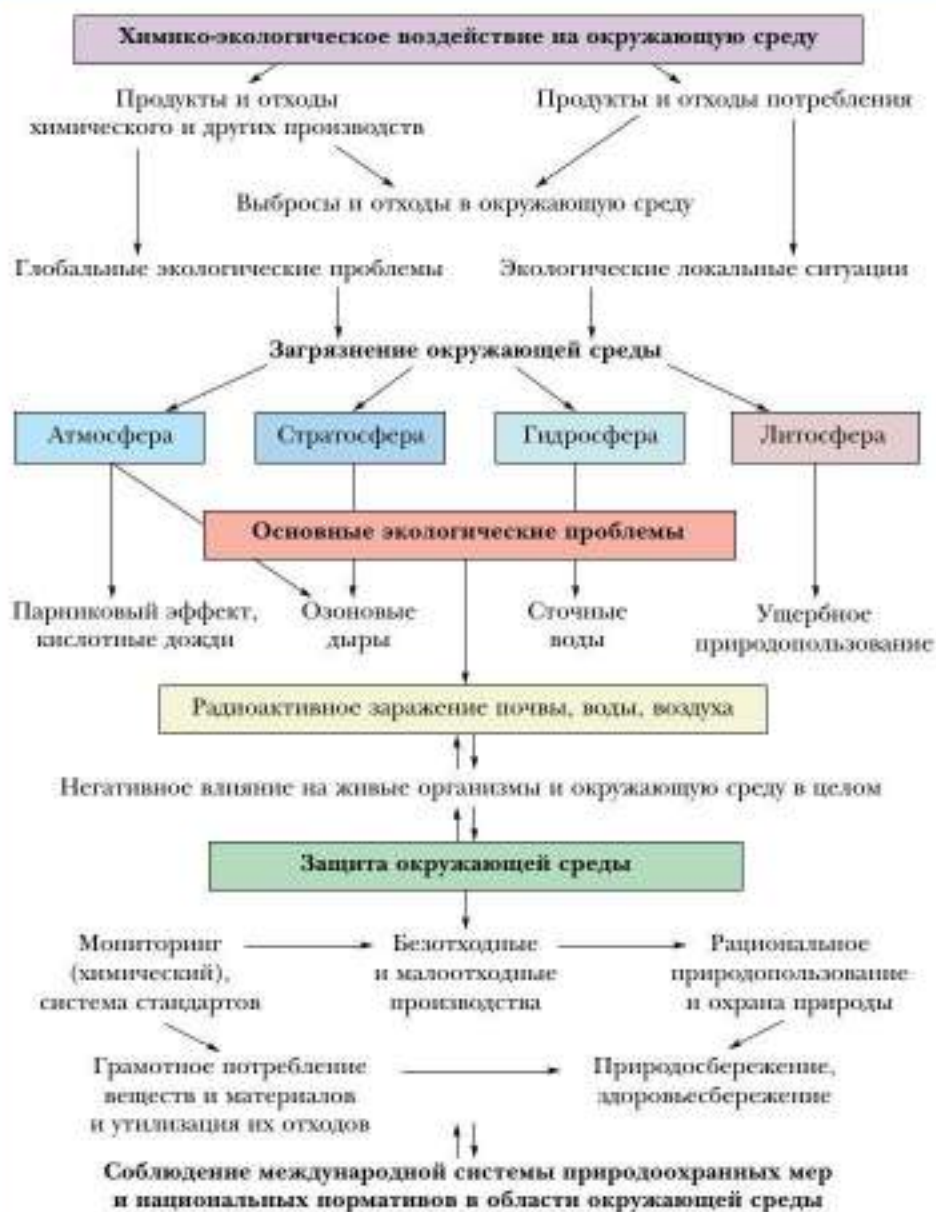 Химико-экологическое воздействие на окружающую среду
Продукты и отходы
химического и других производств
Продукты и отходы потребления
Выбросы и отходы в окружающую среду
Глобальные экологические проблемы
Экологические локальные ситуации
Загрязнение окружающей среды
Атмосфера
Стратосфера
Гидросфера
Литосфера
Основные экологические проблемы
Парниковый эффект,
кислотные дожди
Озоновые
дыры
Сточные
воды
Ущербное
природопользование
Радиоактивное заражение почвы, воды, воздуха
Негативное влияние на живые организмы и окружающую среду в целом
Защита окружающей среды
Мониторинг
(химический),
система стандартов
Безотходные
и малоотходные
производства
Рациональное
природопользование
и охрана природы
Грамотное потребление
веществ и материалов
и утилизация их отходов
Природосбережение,
здоровьесбережение
Соблюдение международной системы природоохранных мер
и национальных нормативов в области окружающей среды